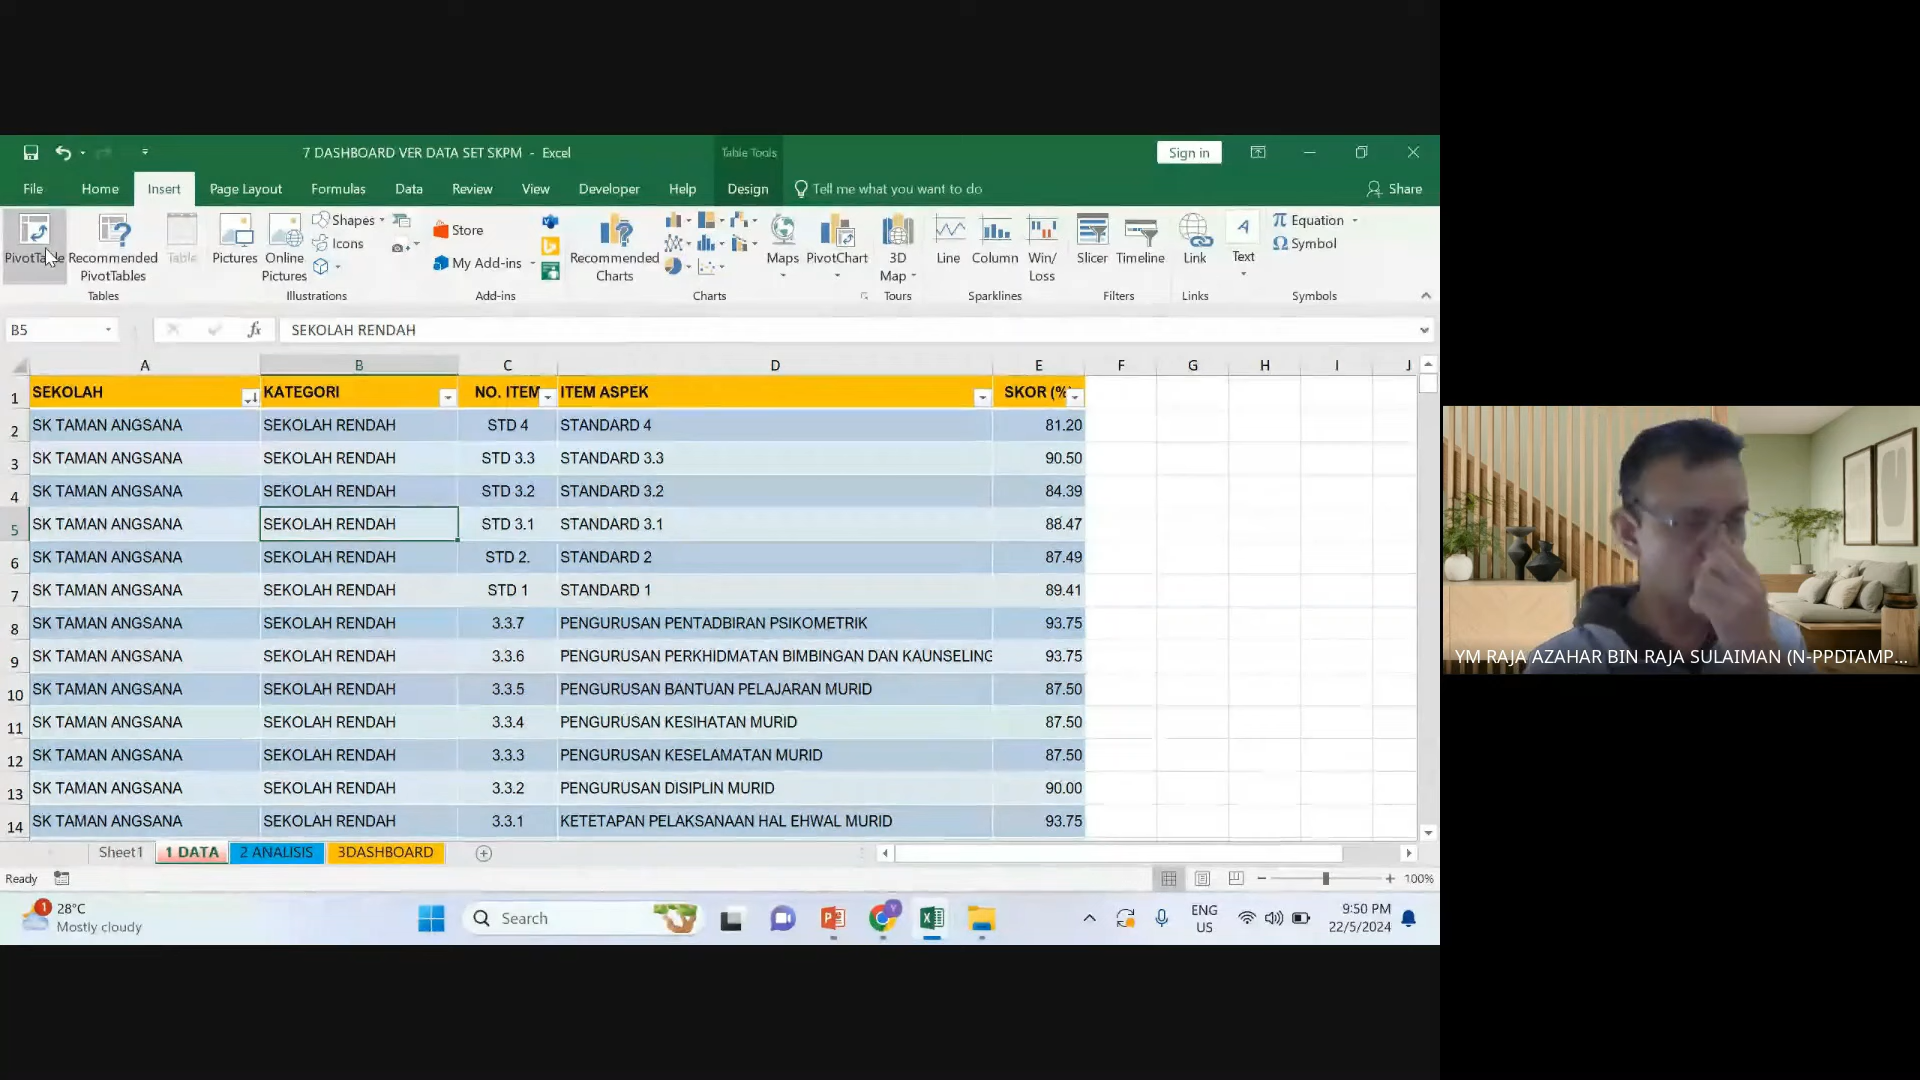 7 DASHBOARD VER DATA SET SKPM - Excel
Table Tools
Sign in
File Home Insert Page Layout Formulas Data Review View Developer Help Design Tell me what you want to do Share
PivotTable
Recommended PivotTables
Table
Pictures
Online Pictures
Shapes
Icons
Store
My Add-ins
Recommended Charts
Maps
PivotChart
3D Map
Line
Column
Win/Loss
Slicer
Timeline
Link
Text
Equation
Symbol
Tables Illustrations Add-ins Charts Tours Sparklines Filters Links Symbols
B5 fx SEKOLAH RENDAH
A B C D E F G H I J
1 SEKOLAH KATEGORI NO. ITEM ITEM ASPEK SKOR (%
2 SK TAMAN ANGSANA SEKOLAH RENDAH STD 4 STANDARD 4 81.20
3 SK TAMAN ANGSANA SEKOLAH RENDAH STD 3.3 STANDARD 3.3 90.50
4 SK TAMAN ANGSANA SEKOLAH RENDAH STD 3.2 STANDARD 3.2 84.39
5 SK TAMAN ANGSANA SEKOLAH RENDAH STD 3.1 STANDARD 3.1 88.47
6 SK TAMAN ANGSANA SEKOLAH RENDAH STD 2. STANDARD 2 87.49
7 SK TAMAN ANGSANA SEKOLAH RENDAH STD 1 STANDARD 1 89.41
8 SK TAMAN ANGSANA SEKOLAH RENDAH 3.3.7 PENGURUSAN PENTADBIRAN PSIKOMETRIK 93.75
9 SK TAMAN ANGSANA SEKOLAH RENDAH 3.3.6 PENGURUSAN PERKHIDMATAN BIMBINGAN DAN KAUNSELING 93.75
10 SK TAMAN ANGSANA SEKOLAH RENDAH 3.3.5 PENGURUSAN BANTUAN PELAJARAN MURID 87.50
11 SK TAMAN ANGSANA SEKOLAH RENDAH 3.3.4 PENGURUSAN KESIHATAN MURID 87.50
12 SK TAMAN ANGSANA SEKOLAH RENDAH 3.3.3 PENGURUSAN KESELAMATAN MURID 87.50
13 SK TAMAN ANGSANA SEKOLAH RENDAH 3.3.2 PENGURUSAN DISIPLIN MURID 90.00
14 SK TAMAN ANGSANA SEKOLAH RENDAH 3.3.1 KETETAPAN PELAKSANAAN HAL EHWAL MURID 93.75
Sheet1 1 DATA 2 ANALISIS 3DASHBOARD
Ready 100%
1 28°C
Mostly cloudy
Search
ENG
US
9:50 PM
22/5/2024
YM RAJA AZAHAR BIN RAJA SULAIMAN (N-PPDTAMP...